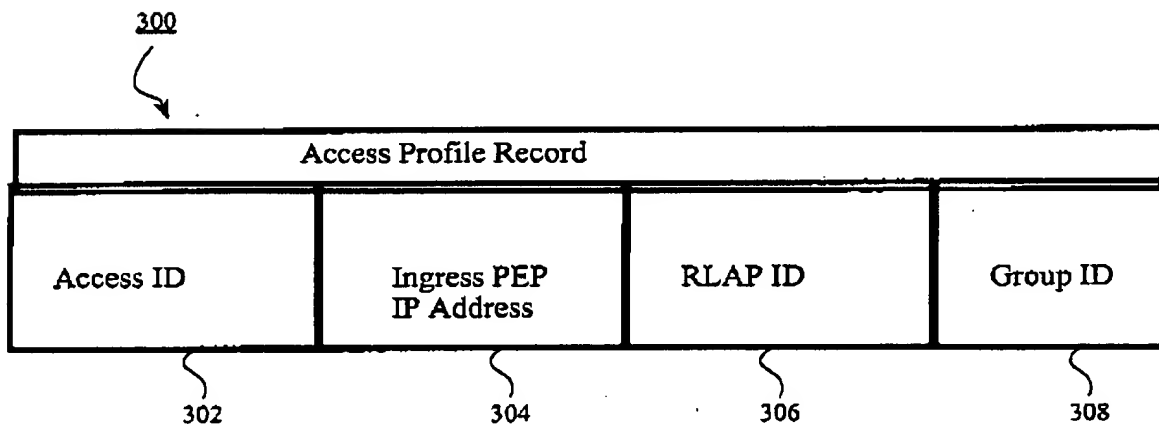 300
Access Profile Record
Access ID
Ingress PEP
IP Address
RLAP ID
Group ID
302
304
306
308